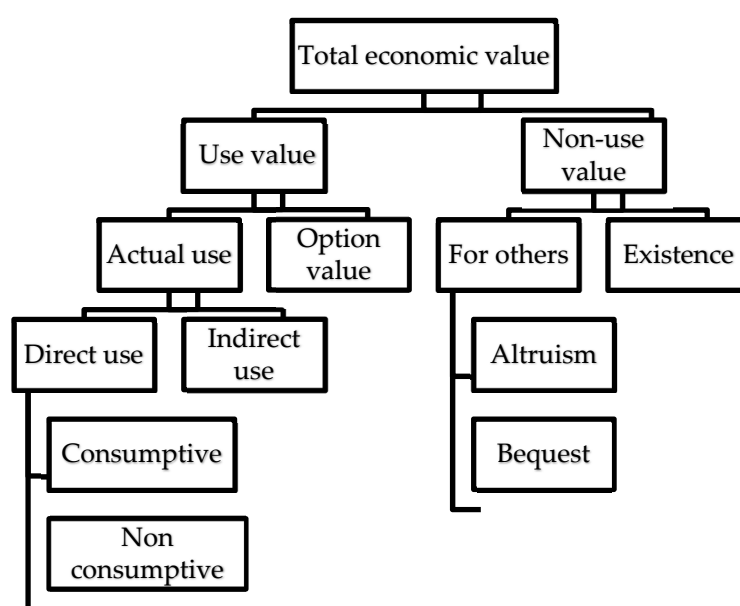 Total economic value
Use value
Non-use
value
Actual use
Option
value
For others
Existence
Direct use
Indirect
use
Altruism
Consumptive
Bequest
Non
consumptive